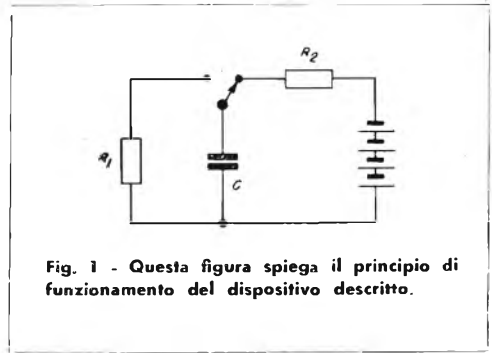 R2
R1
C
Fig. 1 - Questa figura spiega il principio di
funzionamento del dispositivo descritto.